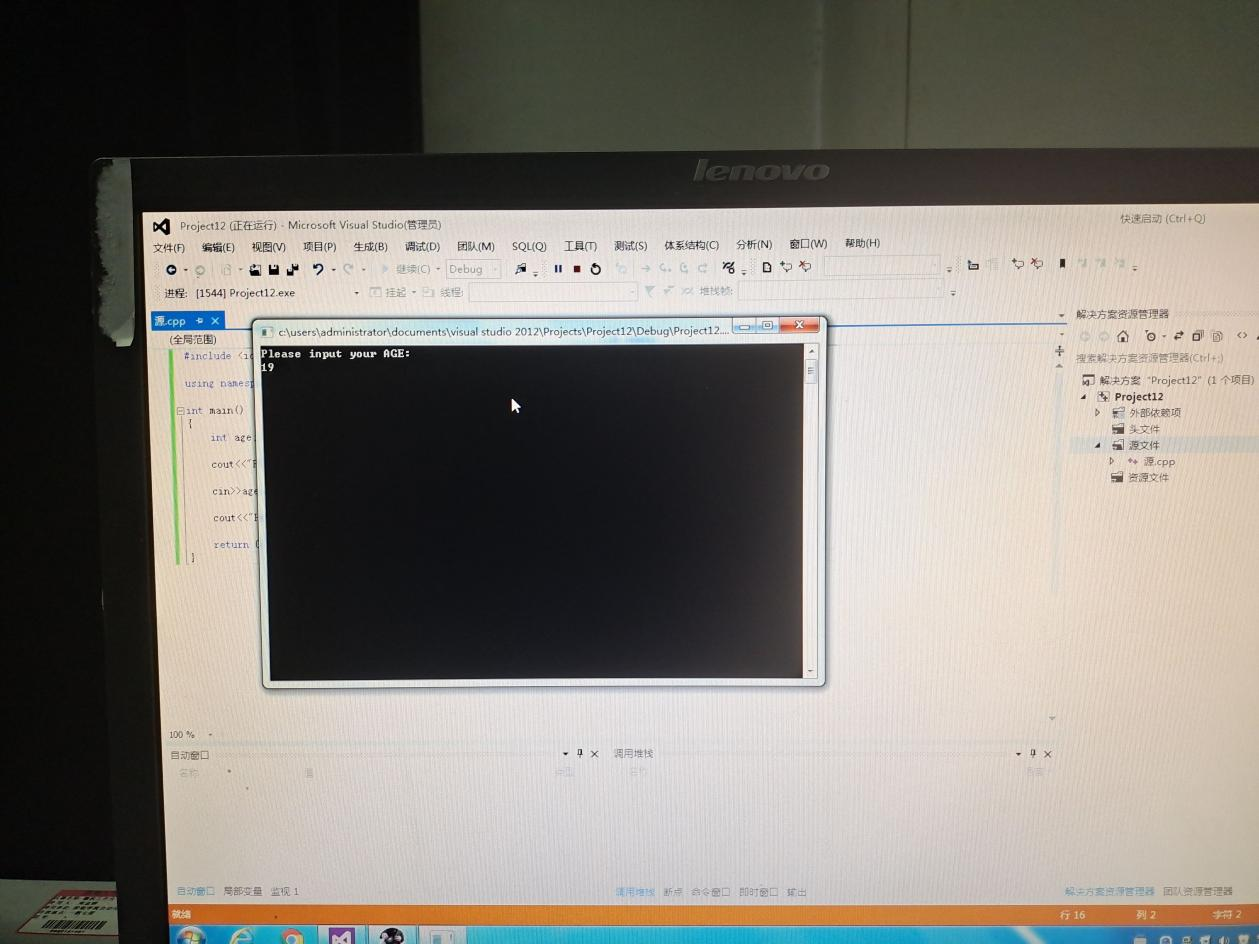 lenovo
Project12 (正在运行) - Microsoft Visual Studio(管理员)
快速启动 (Ctrl+Q)
文件(F) 编辑(E) 视图(V) 项目(P) 生成(B) 调试(D) 团队(M) SQL(Q) 工具(T) 测试(S) 体系结构(C) 分析(N) 窗口(W) 帮助(H)
继续(C) Debug
进程: [1544] Project12.exe 挂起 线程: 堆栈帧:
源.cpp
(全局范围)
c:\users\administrator\documents\visual studio 2012\Projects\Project12\Debug\Project12....
Please input your AGE:
19
#include
using
int main()
{
int age
cout<<"
cin>>age
cout<<"
return
}
解决方案资源管理器
搜索解决方案资源管理器(Ctrl+;)
解决方案 "Project12" (1 个项目)
Project12
外部依赖项
头文件
源文件
源.cpp
资源文件
100 %
自动窗口
名称 值 类型
调用堆栈
名称
自动窗口 局部变量 监视 1
调用堆栈 断点 命令窗口 即时窗口 输出
解决方案资源管理器 团队资源管理器
就绪
行 16 列 2 字符 2